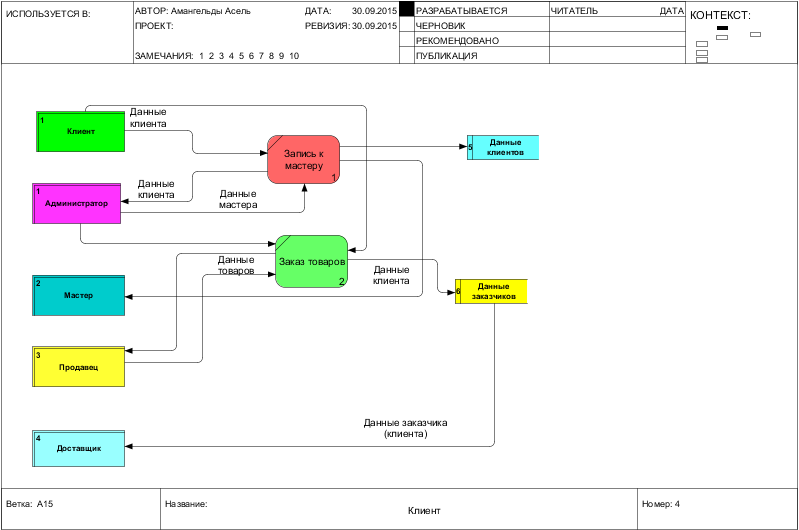 ИСПОЛЬЗУЕТСЯ В:
АВТОР: Амангельды Асель
ДАТА: 30.09.2015
РАЗРАБАТЫВАЕТСЯ
ЧИТАТЕЛЬ
ДАТА
КОНТЕКСТ:
ПРОЕКТ:
РЕВИЗИЯ: 30.09.2015
ЧЕРНОВИК
РЕКОМЕНДОВАНО
ЗАМЕЧАНИЯ: 1 2 3 4 5 6 7 8 9 10
ПУБЛИКАЦИЯ
1
Клиент
Данные
клиента
Запись к
мастеру
1
5
Данные
клиентов
1
Администратор
Данные
клиента
Данные
мастера
Заказ товаров
2
Данные
товаров
Данные
клиента
2
Мастер
6
Данные
заказчиков
3
Продавец
Данные заказчика
(клиента)
4
Доставщик
Ветка: A15
Название:
Клиент
Номер: 4